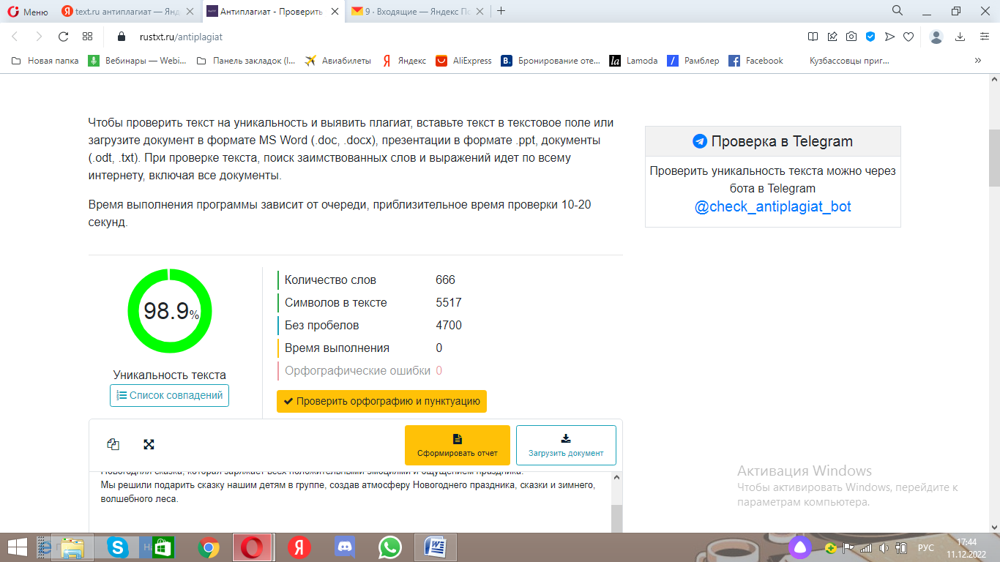 Меню
text.ru антиплагиат — Янд
Антиплагиат - Проверить
9 · Входящие — Яндекс По
rustxt.ru/antiplagiat
Новая папка
Вебинары — Webi...
Панель закладок (I...
Авиабилеты
Яндекс
AliExpress
B. Бронирование оте...
la Lamoda
Рамблер
Facebook
Кузбассовцы приг...
Чтобы проверить текст на уникальность и выявить плагиат, вставьте текст в текстовое поле или
загрузите документ в формате MS Word (.doc, .docx), презентации в формате .ppt, документы
(.odt, .txt). При проверке текста, поиск заимствованных слов и выражений идет по всему
интернету, включая все документы.
Время выполнения программы зависит от очереди, приблизительное время проверки 10-20
секунд.
Проверка в Telegram
Проверить уникальность текста можно через
бота в Telegram
@check_antiplagiat_bot
98.9%
Уникальность текста
Список совпадений
Количество слов 666
Символов в тексте 5517
Без пробелов 4700
Время выполнения 0
Орфографические ошибки 0
Проверить орфографию и пунктуацию
Сформировать отчет
Загрузить документ
Новогодняя сказка, которая заряжает всех положительными эмоциями и ощущением праздника.
Мы решили подарить сказку нашим детям в группе, создав атмосферу Новогоднего праздника, сказки и зимнего,
волшебного леса.
Активация Windows
Чтобы активировать Windows, перейдите к
параметрам компьютера.
РУС
17:44
11.12.2022